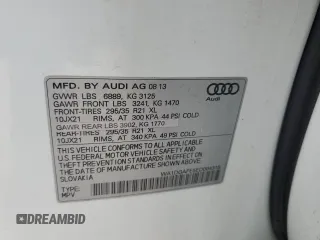 MFD. BY AUDI AG 08 13
GVWR LBS 6889, KG 3125
GAWR FRONT LBS 3241, KG 1470
FRONT-TIRES 295/35 R21 XL
10JX21 RIMS, AT 300 KPA 44 PSI COLD
GAWR REAR LBS 3902, KG 1770
REAR-TIRES 295/35 R21 XL
10JX21 RIMS, AT 340 KPA 49 PSI COLD
THIS VEHICLE CONFORMS TO ALL APPLICABLE
U.S. FEDERAL MOTOR VEHICLE SAFETY, BUMPER, AND
THEFT PREVENTION STANDARDS
IN EFFECT ON THE DATE OF MANUFACTURE SHOWN ABOVE.
SLOVAKIA
TYPE:
MPV
Audi
CREDARBID